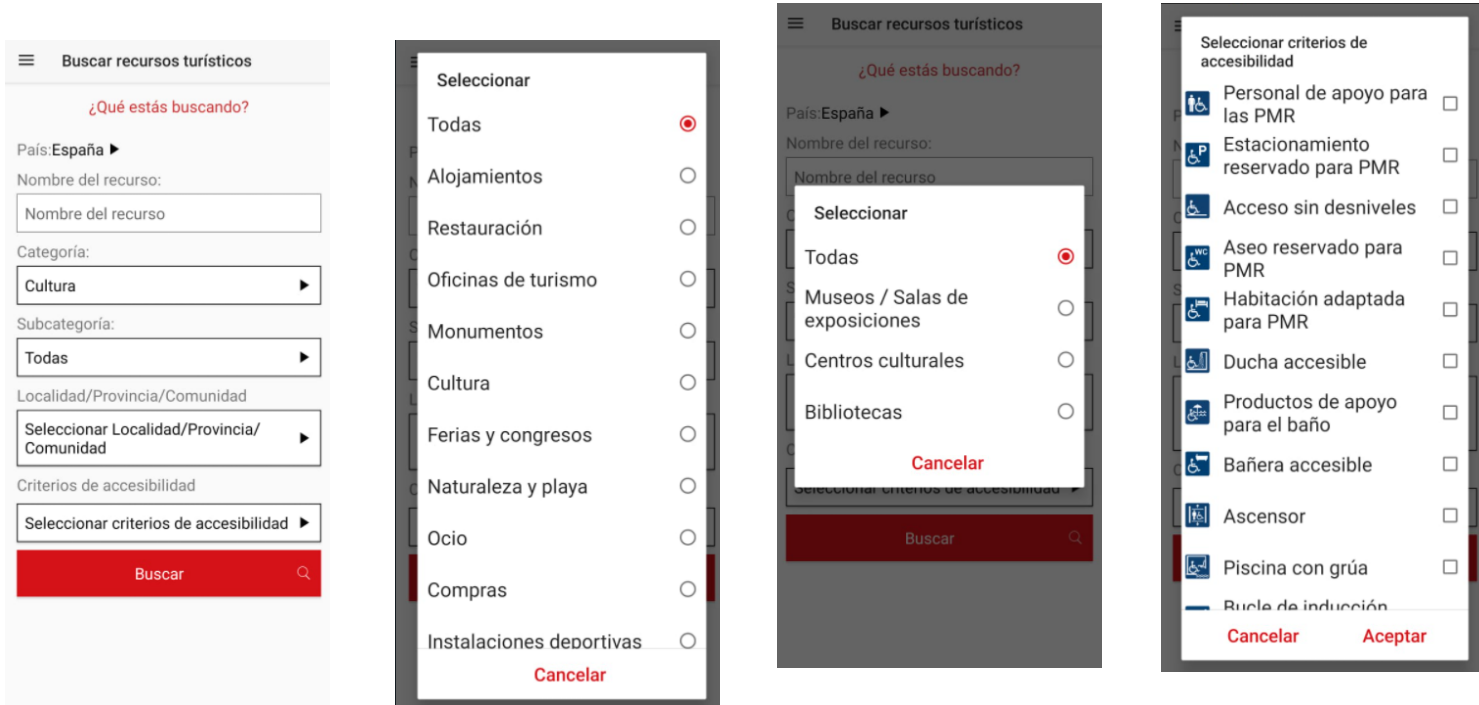 Buscar recursos turísticos
¿Qué estás buscando?
País:España
Nombre del recurso:
Nombre del recurso
Categoría:
Cultura
Subcategoría:
Todas
Localidad/Provincia/Comunidad
Seleccionar Localidad/Provincia/
Comunidad
Criterios de accesibilidad
Seleccionar criterios de accesibilidad
Buscar
Seleccionar
Todas
Alojamientos
Restauración
Oficinas de turismo
Monumentos
Cultura
Ferias y congresos
Naturaleza y playa
Ocio
Compras
Instalaciones deportivas
Cancelar
Buscar recursos turísticos
¿Qué estás buscando?
País:España
Nombre del recurso:
Nombre del recurso
Seleccionar
Todas
Museos / Salas de
exposiciones
Centros culturales
Bibliotecas
Cancelar
Seleccionar criterios de accesibilidad
Buscar
Seleccionar criterios de
accesibilidad
Personal de apoyo para
las PMR
Estacionamiento
reservado para PMR
P
Acceso sin desniveles
Aseo reservado para
PMR
WC
Habitación adaptada
para PMR
Ducha accesible
Productos de apoyo
para el baño
Bañera accesible
Ascensor
Piscina con grúa
Bucle de inducción
Cancelar
Aceptar